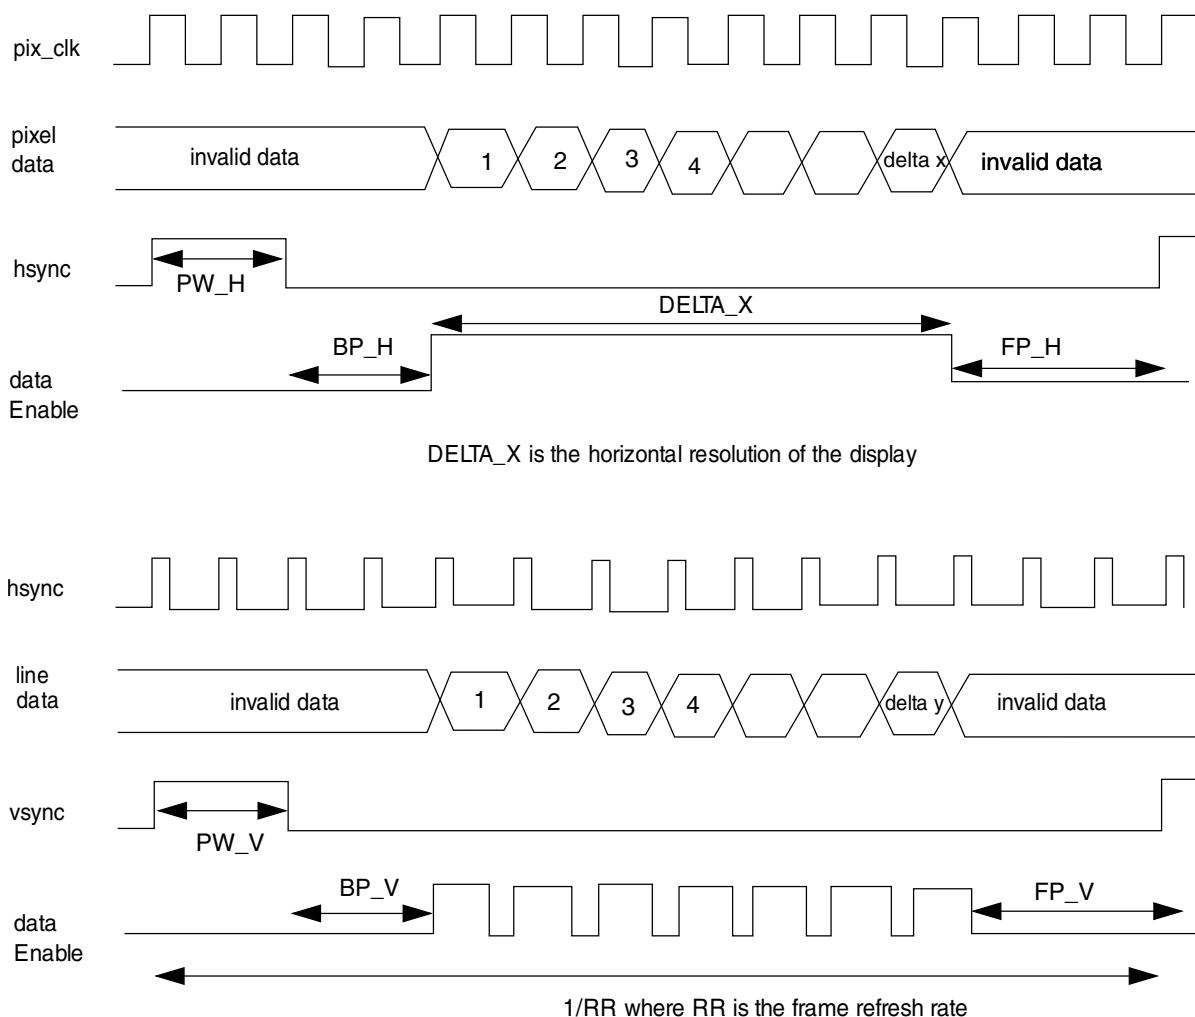 pix_clk
pixel
data
invalid data
1
2
3
4
delta x
invalid data
hsync
PW_H
DELTA_X
BP_H
FP_H
data
Enable
DELTA_X is the horizontal resolution of the display
hsync
line
data
invalid data
1
2
3
4
delta y
invalid data
vsync
PW_V
BP_V
FP_V
data
Enable
1/RR where RR is the frame refresh rate